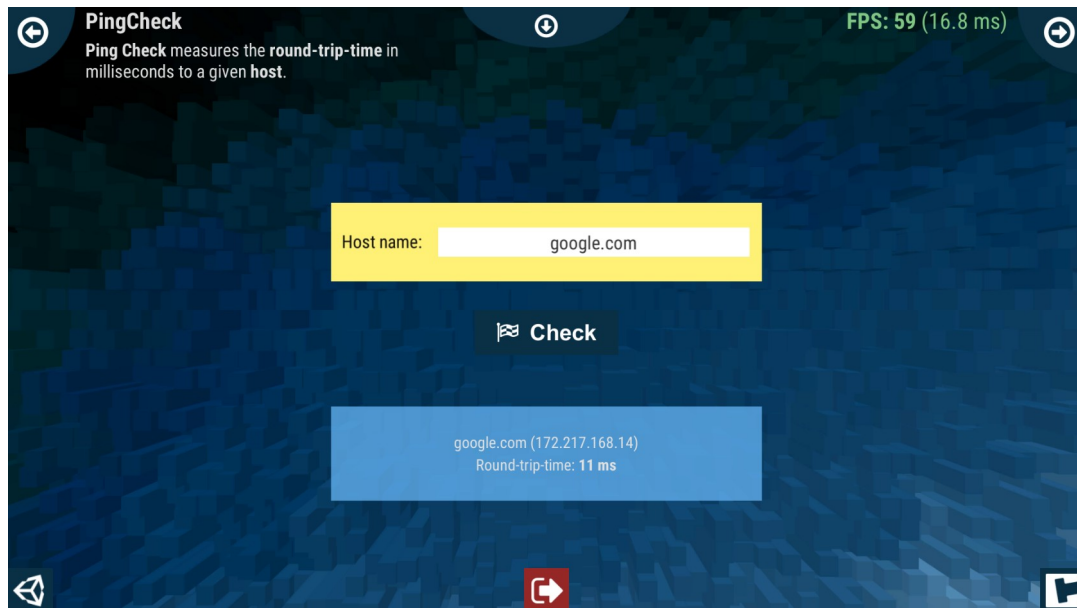 PingCheck
Ping Check measures the round-trip-time in
milliseconds to a given host.
FPS: 59 (16.8 ms)
Host name: google.com
Check
google.com (172.217.168.14)
Round-trip-time: 11 ms